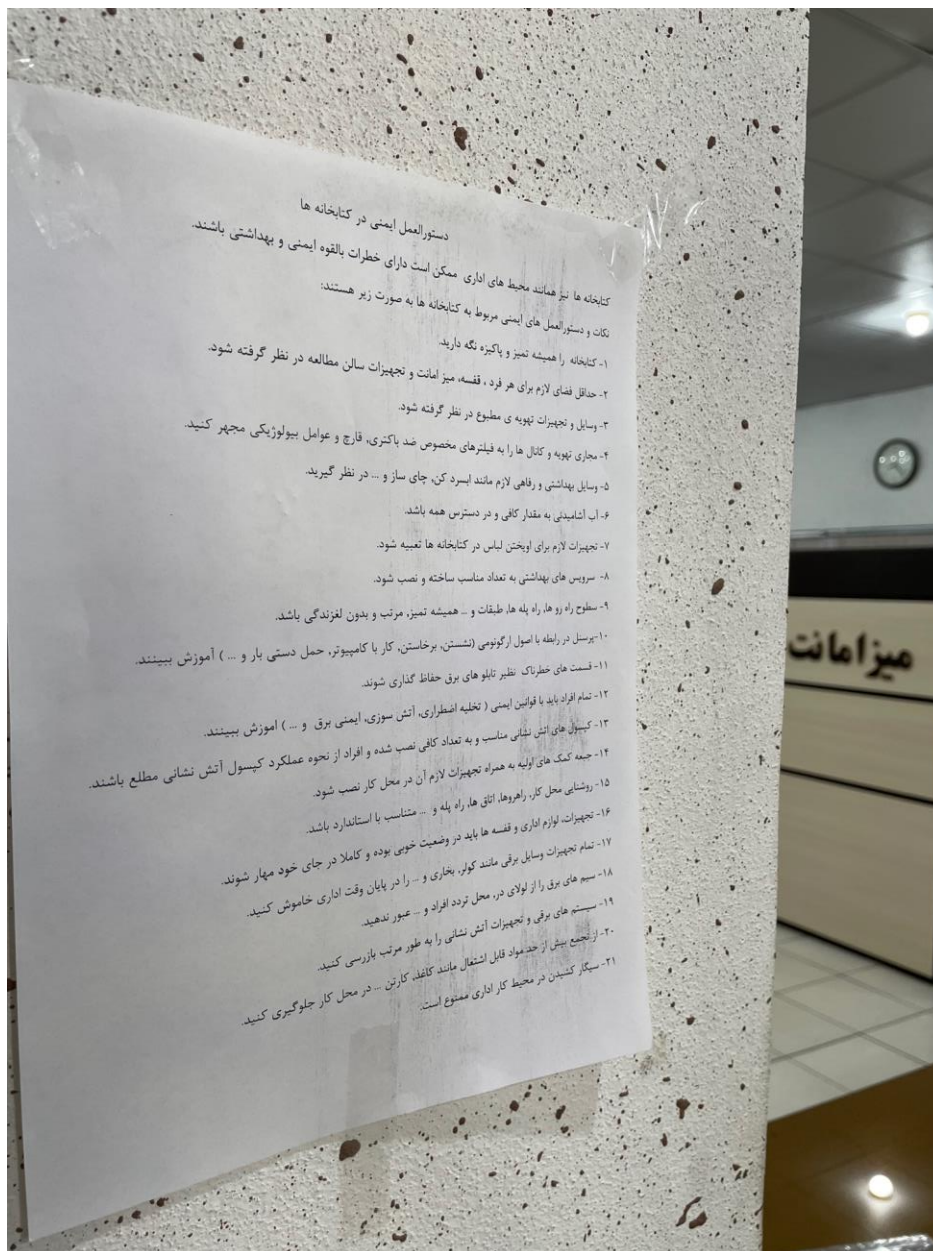 دستورالعمل ایمنی در کتابخانه ها
کتابخانه ها نیز همانند محیط های اداری ممکن است دارای خطرات بالقوه ایمنی و بهداشتی باشند.
نکات و دستورالعمل های ایمنی مربوط به کتابخانه ها به صورت زیر هستند:
۱- کتابخانه را همیشه تمیز و پاکیزه نگه دارید.
۲- حداقل فضای لازم برای هر فرد ، قفسه، میز امانت و تجهیزات سالن مطالعه در نظر گرفته شود.
۳- وسایل و تجهیزات تهویه ی مطبوع در نظر گرفته شود.
۴- مجاری تهویه و کانال ها را به فیلترهای مخصوص ضد باکتری، قارچ و عوامل بیولوژیکی مجهر کنید.
۵- وسایل بهداشتی و رفاهی لازم مانند ابسرد کن، چای ساز و ... در نظر گیرید.
۶- آب آشامیدنی به مقدار کافی و در دسترس همه باشد.
۷- تجهیزات لازم برای اویختن لباس در کتابخانه ها تعبیه شود.
۸- سرویس های بهداشتی به تعداد مناسب ساخته و نصب شود.
۹- سطوح راه رو ها، راه پله ها، طبقات و ... همیشه تمیز، مرتب و بدون لغزندگی باشد.
۱۰-پرسنل در رابطه با اصول ارگونومی (نشستن، برخاستن، کار با کامپیوتر، حمل دستی بار و ... ) آموزش ببینند.
۱۱- قسمت های خطرناک نظیر تابلو های برق حفاظ گذاری شوند.
۱۲- تمام افراد باید با قوانین ایمنی ( تخلیه اضطراری، آتش سوزی، ایمنی برق و ... ) اموزش ببینند.
۱۳- کپسول های آتش نشانی مناسب و به تعداد کافی نصب شده و افراد از نحوه عملکرد کپسول آتش نشانی مطلع باشند.
۱۴- جبعه کمک های اولیه به همراه تجهیزات لازم آن در محل کار نصب شود.
۱۵- روشنایی محل کار، راهروها، اتاق ها، راه پله و ... متناسب با استاندارد باشد.
۱۶- تجهیزات، لوازم اداری و قفسه ها باید در وضعیت خوبی بوده و کاملا در جای خود مهار شوند.
۱۷- تمام تجهیزات وسایل برقی مانند کولر، بخاری و ... را در پایان وقت اداری خاموش کنید.
۱۸- سیم های برق را از لولای در، محل تردد افراد و ... عبور ندهید.
۱۹- سیستم های برقی و تجهیزات آتش نشانی را به طور مرتب بازرسی کنید.
۲۰- از تجمع بیش از حد مواد قابل اشتعال مانند کاغذ، کارتن ... در محل کار جلوگیری کنید.
۲۱- سیگار کشیدن در محیط کار اداری ممنوع است.
میز امانت